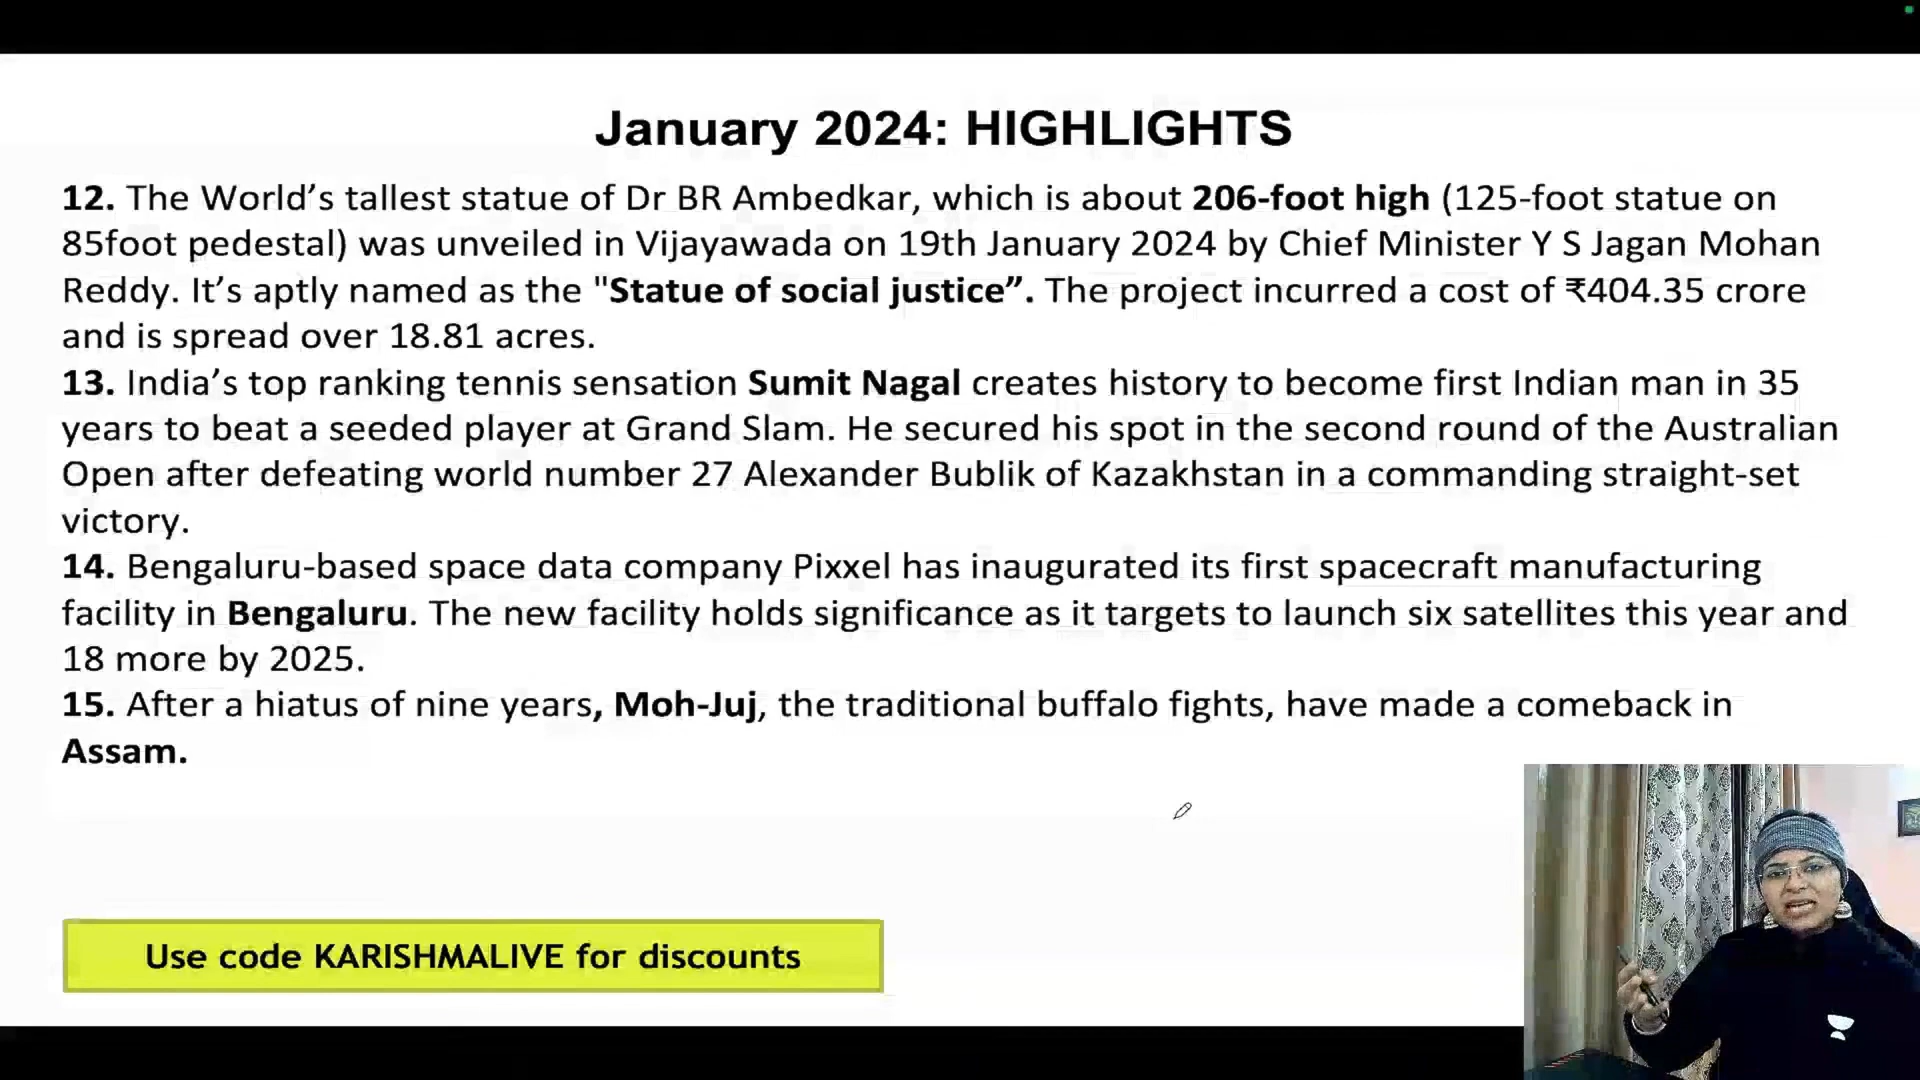 January 2024: HIGHLIGHTS
12. The World’s tallest statue of Dr BR Ambedkar, which is about 206-foot high (125-foot statue on
85foot pedestal) was unveiled in Vijayawada on 19th January 2024 by Chief Minister Y S Jagan Mohan
Reddy. It’s aptly named as the "Statue of social justice”. The project incurred a cost of ₹404.35 crore
and is spread over 18.81 acres.
13. India’s top ranking tennis sensation Sumit Nagal creates history to become first Indian man in 35
years to beat a seeded player at Grand Slam. He secured his spot in the second round of the Australian
Open after defeating world number 27 Alexander Bublik of Kazakhstan in a commanding straight-set
victory.
14. Bengaluru-based space data company Pixxel has inaugurated its first spacecraft manufacturing
facility in Bengaluru. The new facility holds significance as it targets to launch six satellites this year and
18 more by 2025.
15. After a hiatus of nine years, Moh-Juj, the traditional buffalo fights, have made a comeback in
Assam.
Use code KARISHMALIVE for discounts